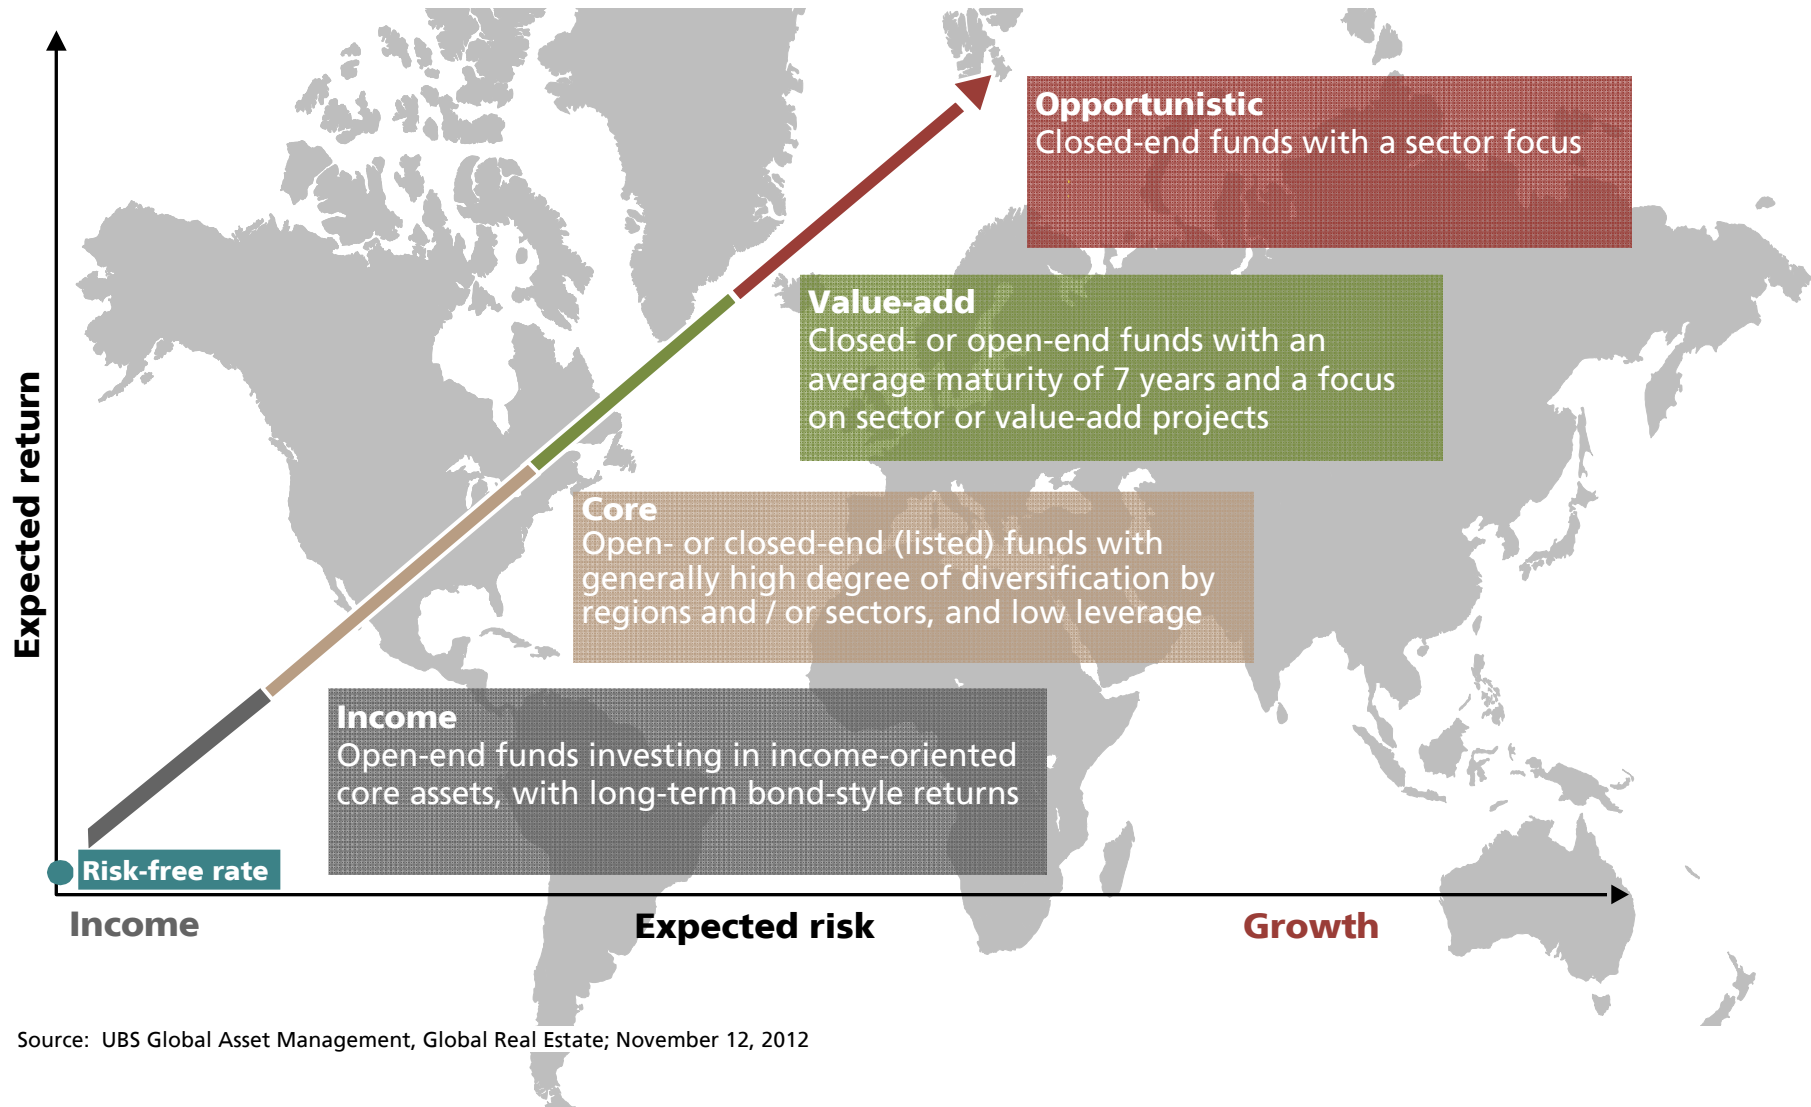 Opportunistic
Closed-end funds with a sector focus
Value-add
Closed- or open-end funds with an
average maturity of 7 years and a focus
on sector or value-add projects
Expected return
Core
Open- or closed-end (listed) funds with
generally high degree of diversification by
regions and / or sectors, and low leverage
Income
Open-end funds investing in income-oriented
core assets, with long-term bond-style returns
Risk-free rate
Income
Expected risk
Growth
Source: UBS Global Asset Management, Global Real Estate; November 12, 2012